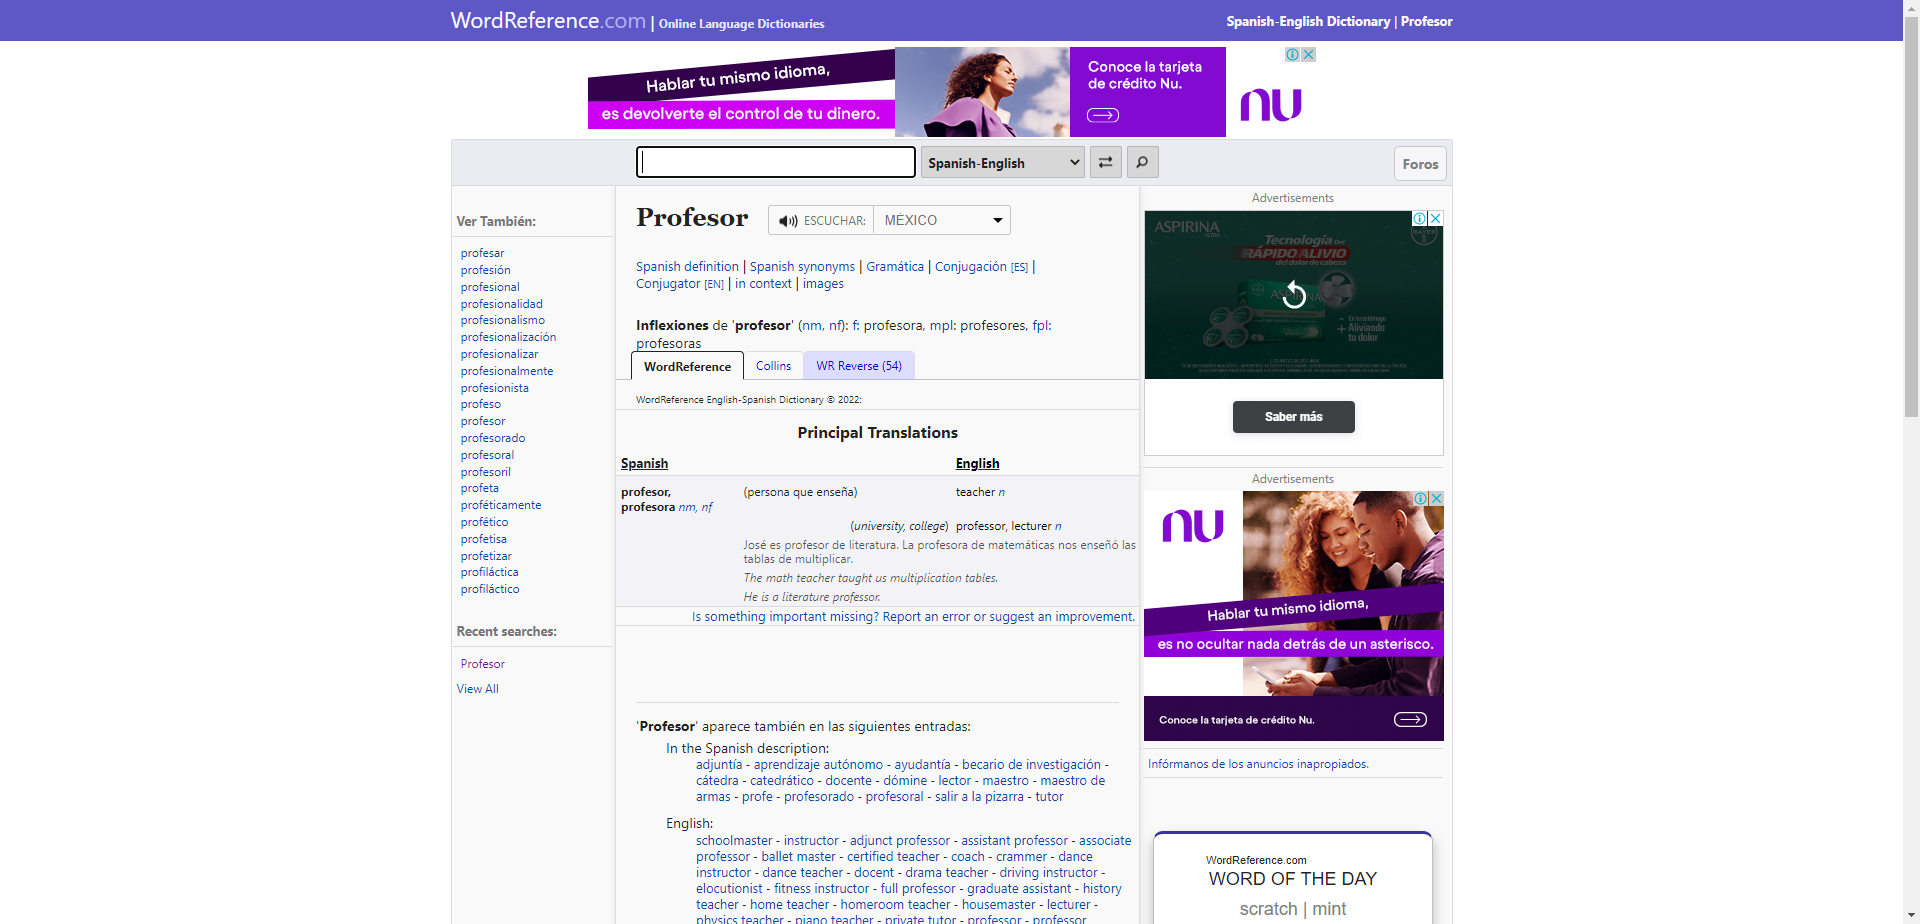 WordReference.com | Online Language Dictionaries
Spanish-English Dictionary | Profesor
Hablar tu mismo idioma,
es devolverte el control de tu dinero.
Conoce la tarjeta
de crédito Nu.
nu
Spanish-English
Foros
Ver También:
profesar
profesión
profesional
profesionalidad
profesionalismo
profesionalización
profesionalizar
profesionalmente
profesionista
profeso
profesor
profesorado
profesoral
profesoril
profeta
proféticamente
profético
profetisa
profetizar
profiláctica
profiláctico
Recent searches:
Profesor
View All
Profesor
ESCUCHAR:
MÉXICO
Spanish definition | Spanish synonyms | Gramática | Conjugación [ES] |
Conjugator [EN] | in context | images
Inflexiones de 'profesor' (nm, nf): f: profesora, mpl: profesores, fpl:
profesoras
WordReference
Collins
WR Reverse (54)
WordReference English-Spanish Dictionary © 2022:
Principal Translations
Spanish
English
profesor,
profesora nm, nf
(persona que enseña)
teacher n
(university, college)
professor, lecturer n
José es profesor de literatura. La profesora de matemáticas nos enseñó las
tablas de multiplicar.
The math teacher taught us multiplication tables.
He is a literature professor.
Is something important missing? Report an error or suggest an improvement.
'Profesor' aparece también en las siguientes entradas:
In the Spanish description:
adjuntía - aprendizaje autónomo - ayudantía - becario de investigación -
cátedra - catedrático - docente - dómine - lector - maestro - maestro de
armas - profe - profesorado - profesoral - salir a la pizarra - tutor
English:
schoolmaster - instructor - adjunct professor - assistant professor - associate
professor - ballet master - certified teacher - coach - crammer - dance
instructor - dance teacher - docent - drama teacher - driving instructor -
elocutionist - fitness instructor - full professor - graduate assistant - history
teacher - home teacher - homeroom teacher - housemaster - lecturer -
physics teacher - piano teacher - private tutor - professor - professor
Advertisements
ASPIRINA
ULTRA
Tecnología del
RÁPIDO ALIVIO
del dolor de cabeza
BAYER
ASPIRINA
- En tu estómago
+ Aliviando
tu dolor
Saber más
Advertisements
nu
Hablar tu mismo idioma,
es no ocultar nada detrás de un asterisco.
Conoce la tarjeta de crédito Nu.
Infórmanos de los anuncios inapropiados.
WordReference.com
WORD OF THE DAY
scratch | mint